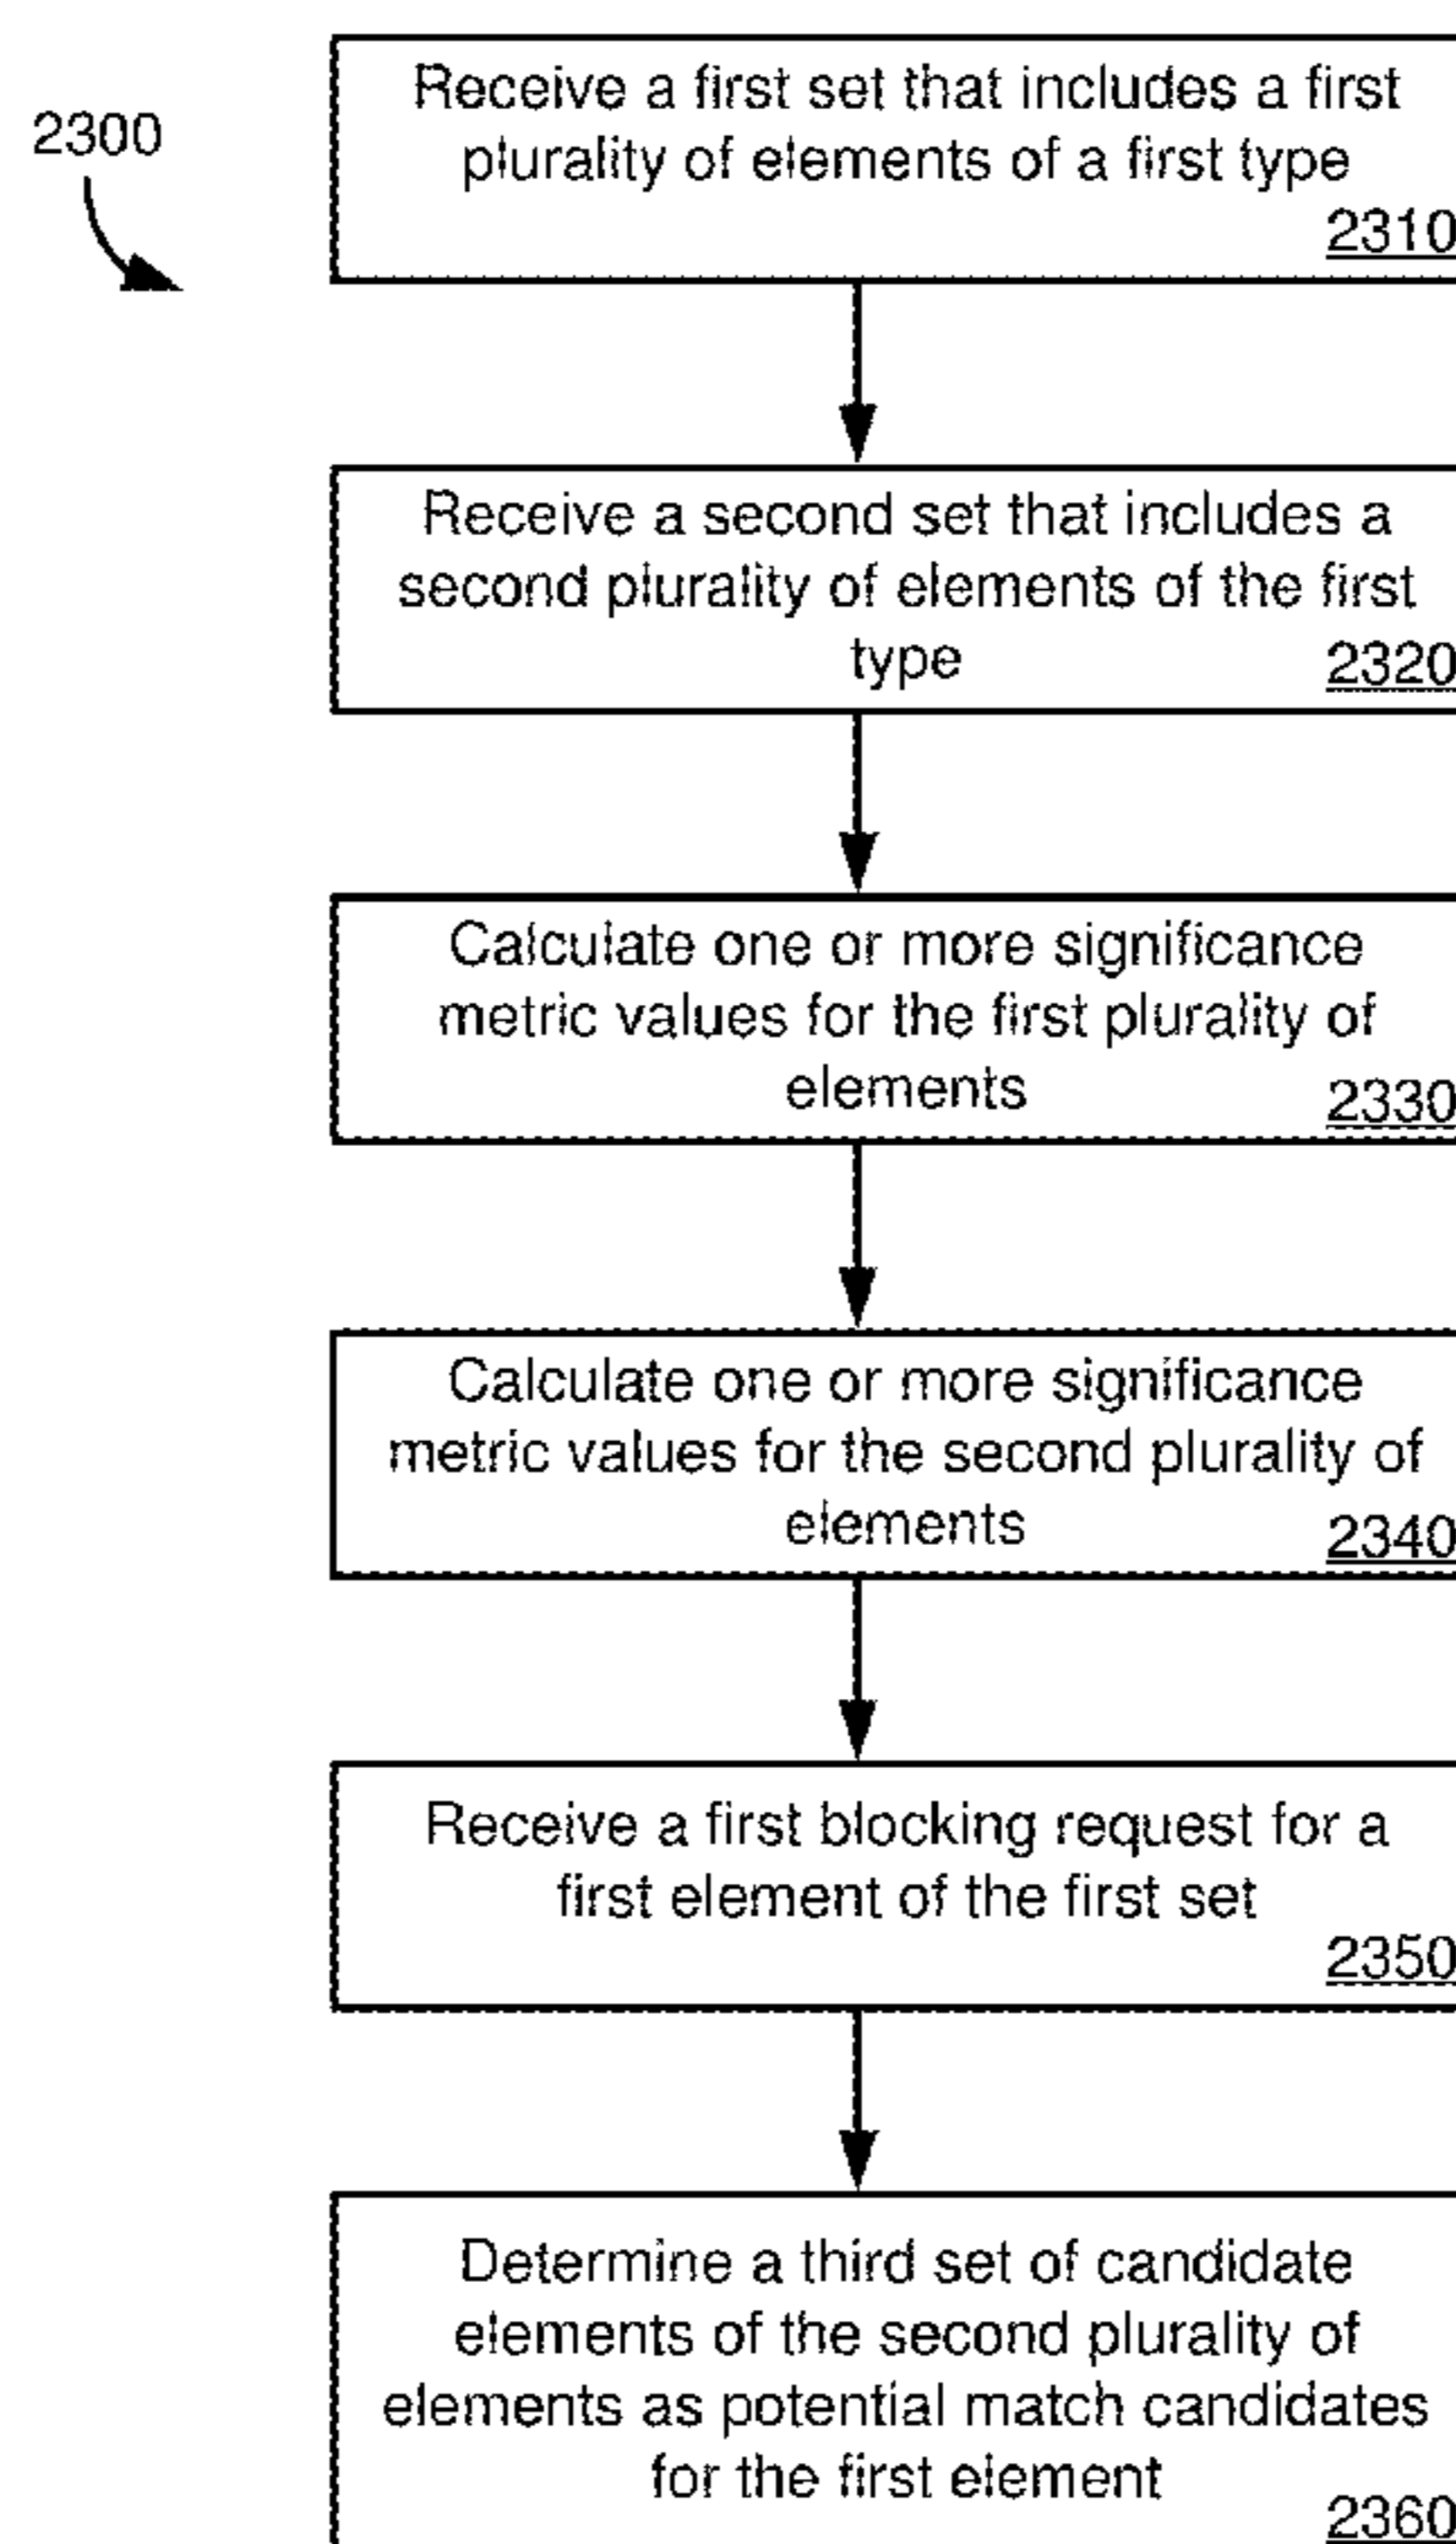 2300
Receive a first set that includes a first
plurality of elements of a first type
2310
Receive a second set that includes a
second plurality of elements of the first
type
2320
Calculate one or more significance
metric values for the first plurality of
elements
2330
Calculate one or more significance
metric values for the second plurality of
elements
2340
Receive a first blocking request for a
first element of the first set
2350
Determine a third set of candidate
elements of the second plurality of
elements as potential match candidates
for the first element
2360